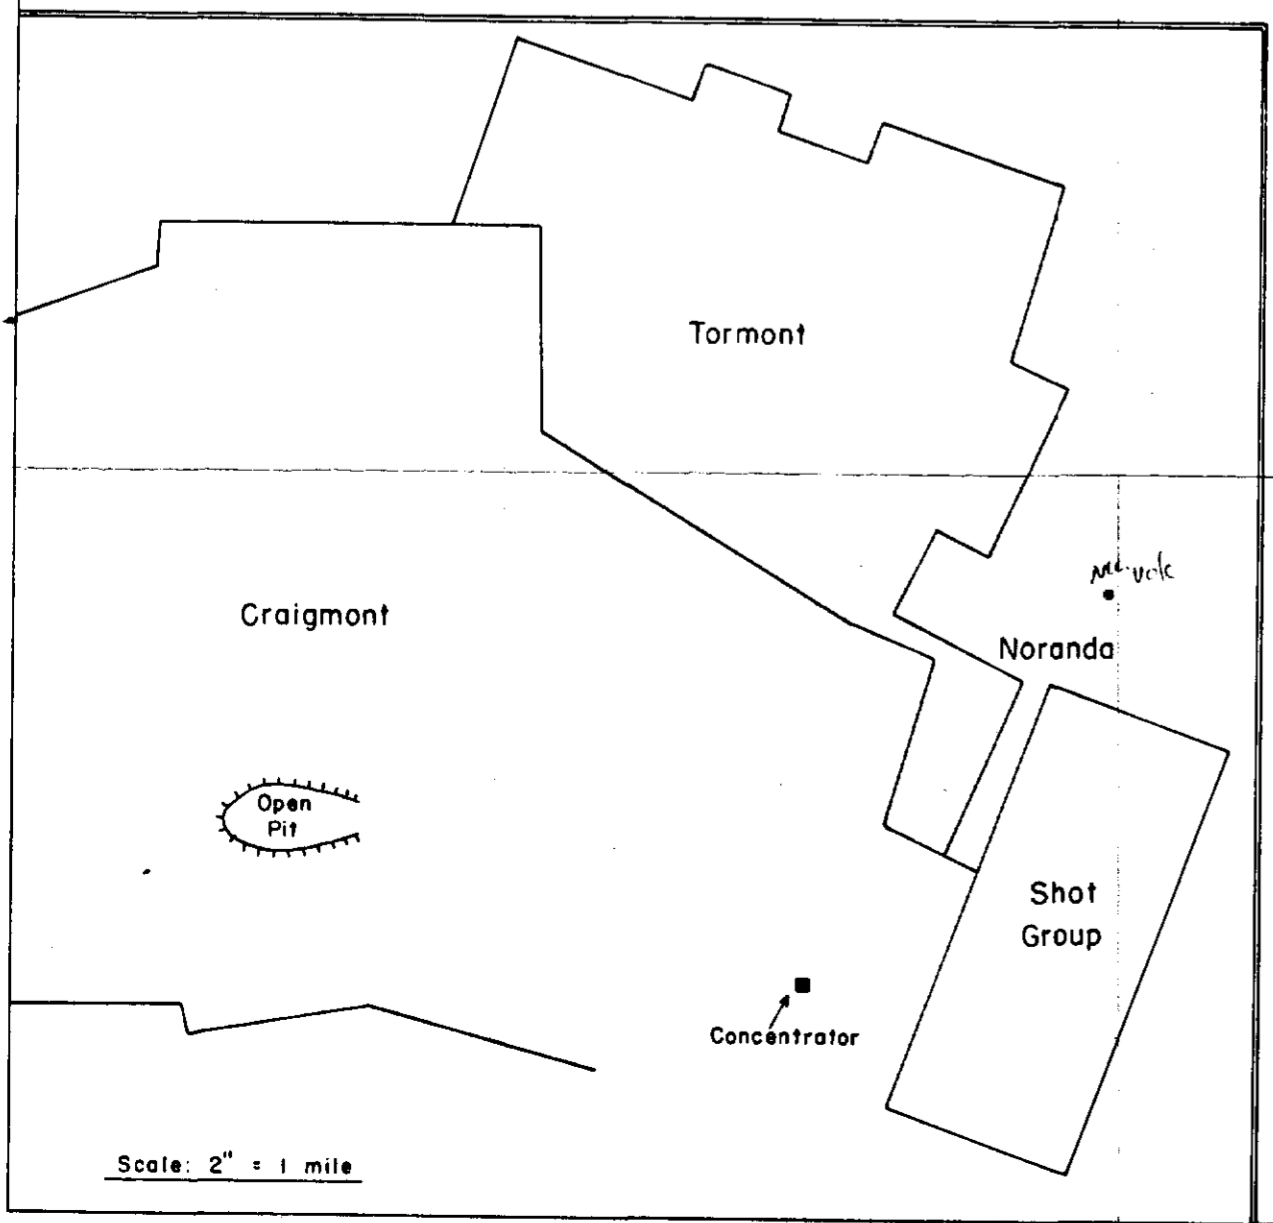 Tormont
Craigmont
Noranda
Open
Pit
Shot
Group
Concentrator
Scale: 2" = 1 mile